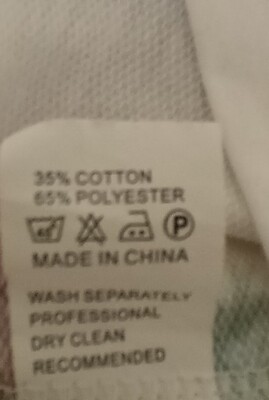 35% COTTON
65% POLYESTER
P
MADE IN CHINA
WASH SEPARATELY
PROFESSIONAL
DRY CLEAN
RECOMMENDED